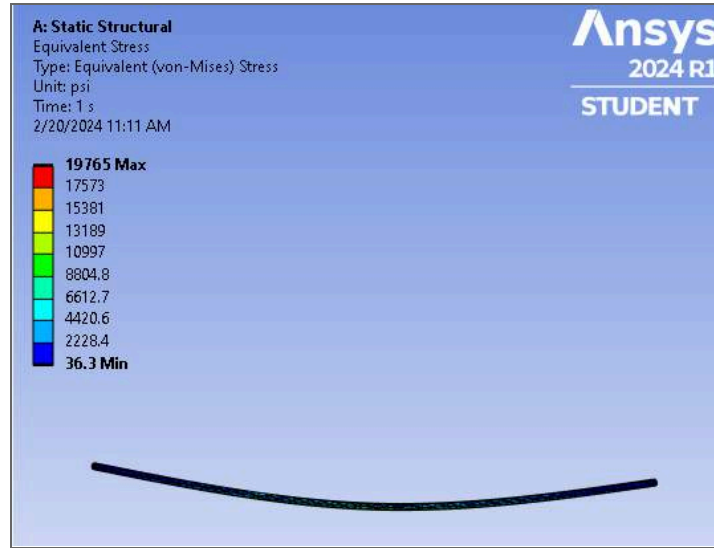 A: Static Structural
Equivalent Stress
Type: Equivalent (von-Mises) Stress
Unit: psi
Time: 1 s
2/20/2024 11:11 AM
Ansys
2024 R1
STUDENT
19765 Max
17573
15381
13189
10997
8804.8
6612.7
4420.6
2228.4
36.3 Min